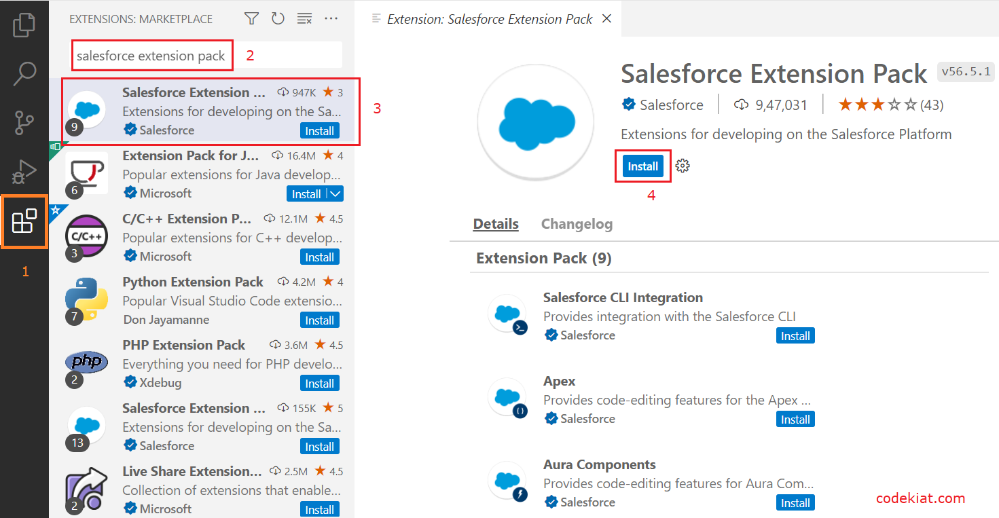 EXTENSIONS: MARKETPLACE
salesforce extension pack
2
Salesforce Extension ... 947K 3
Extensions for developing on the Sa...
9
Salesforce
Install
3
Extension Pack for J... 16.4M 4
Popular extensions for Java develop...
6
Microsoft
Install
C/C++ Extension P... 12.1M 4.5
C/C++
Popular extensions for C++ develop...
3
Microsoft
Install
1
Python Extension Pack 4.2M 4
Popular Visual Studio Code extensio...
7
Don Jayamanne
Install
PHP Extension Pack 3.6M 4.5
php
Everything you need for PHP develo...
2
Xdebug
Install
Salesforce Extension ... 155K 5
Extensions for developing on the Sa...
13
Salesforce
Install
Live Share Extension... 2.5M 4.5
Collection of extensions that enable...
2
Microsoft
Install
Extension: Salesforce Extension Pack
Salesforce Extension Pack v56.5.1
Salesforce 9,47,031 (43)
Extensions for developing on the Salesforce Platform
Install
4
Details Changelog
Extension Pack (9)
Salesforce CLI Integration
Provides integration with the Salesforce CLI
Salesforce
Install
Apex
Provides code-editing features for the Apex ...
Salesforce
Install
Aura Components
Provides code-editing features for Aura Com...
Salesforce
Install
codekiat.com